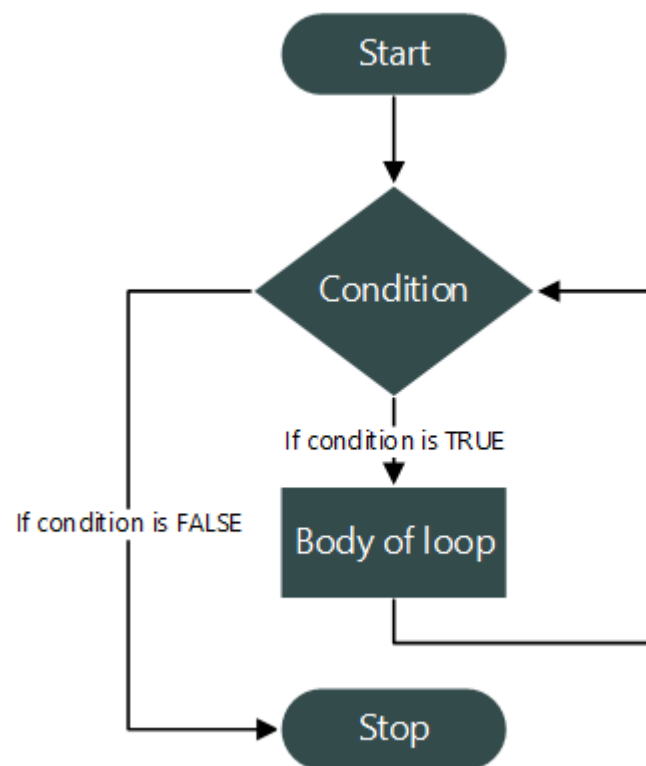 Start
Condition
If condition is TRUE
If condition is FALSE
Body of loop
Stop